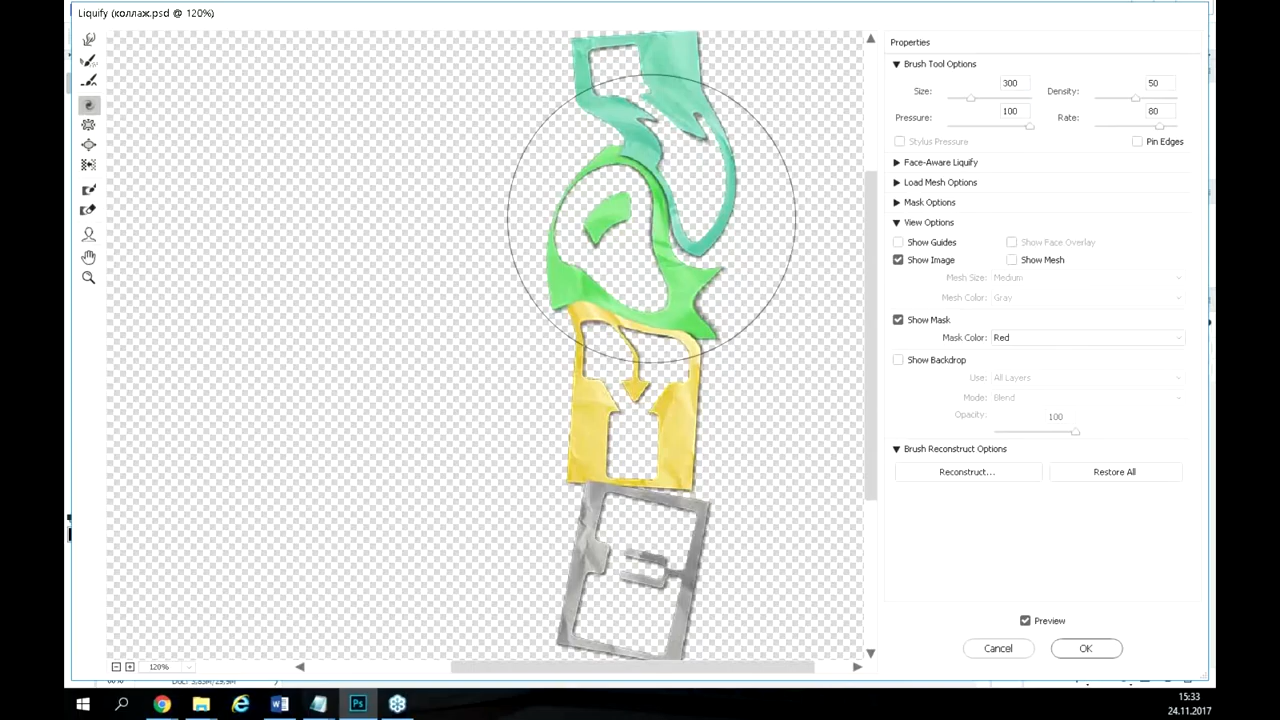 Liquify (коллаж.psd @ 120%)
Properties
Brush Tool Options
Size: 300 Density: 50
Pressure: 100 Rate: 80
Stylus Pressure Pin Edges
Face-Aware Liquify
Load Mesh Options
Mask Options
View Options
Show Guides Show Face Overlay
Show Image Show Mesh
Mesh Size: Medium
Mesh Color: Gray
Show Mask
Mask Color: Red
Show Backdrop
Use: All Layers
Mode: Blend
Opacity: 100
Brush Reconstruct Options
Reconstruct... Restore All
Preview
Cancel OK
120%
Ps
15:33
24.11.2017